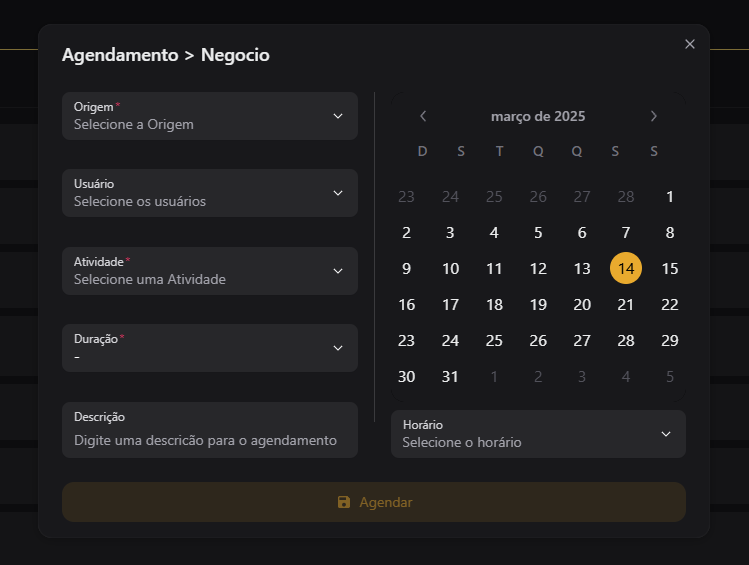 Agendamento > Negocio
Origem*
Selecione a Origem
Usuário
Selecione os usuários
Atividade*
Selecione uma Atividade
Duração*
-
Descrição
Digite uma descricão para o agendamento
março de 2025
D S T Q Q S S
23 24 25 26 27 28 1
2 3 4 5 6 7 8
9 10 11 12 13 14 15
16 17 18 19 20 21 22
23 24 25 26 27 28 29
30 31 1 2 3 4 5
Horário
Selecione o horário
Agendar